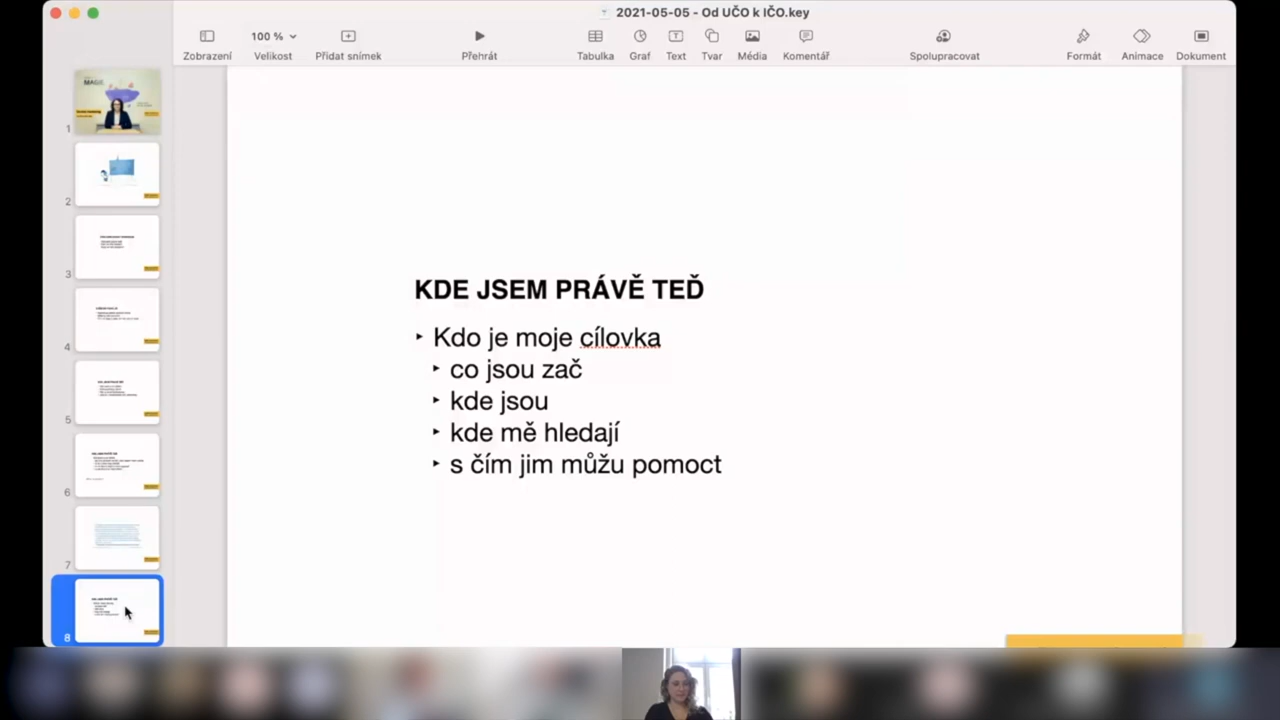 2021-05-05 - Od UČO k IČO.key
100 %
Zobrazení
Velikost
Přidat snímek
Přehrát
Tabulka
Graf
Text
Tvar
Média
Komentář
Spolupracovat
Formát
Animace
Dokument
1
2
3
4
5
6
7
8
KDE JSEM PRÁVĚ TEĎ
‣ Kdo je moje cílovka
‣ co jsou zač
‣ kde jsou
‣ kde mě hledají
‣ s čím jim můžu pomoct